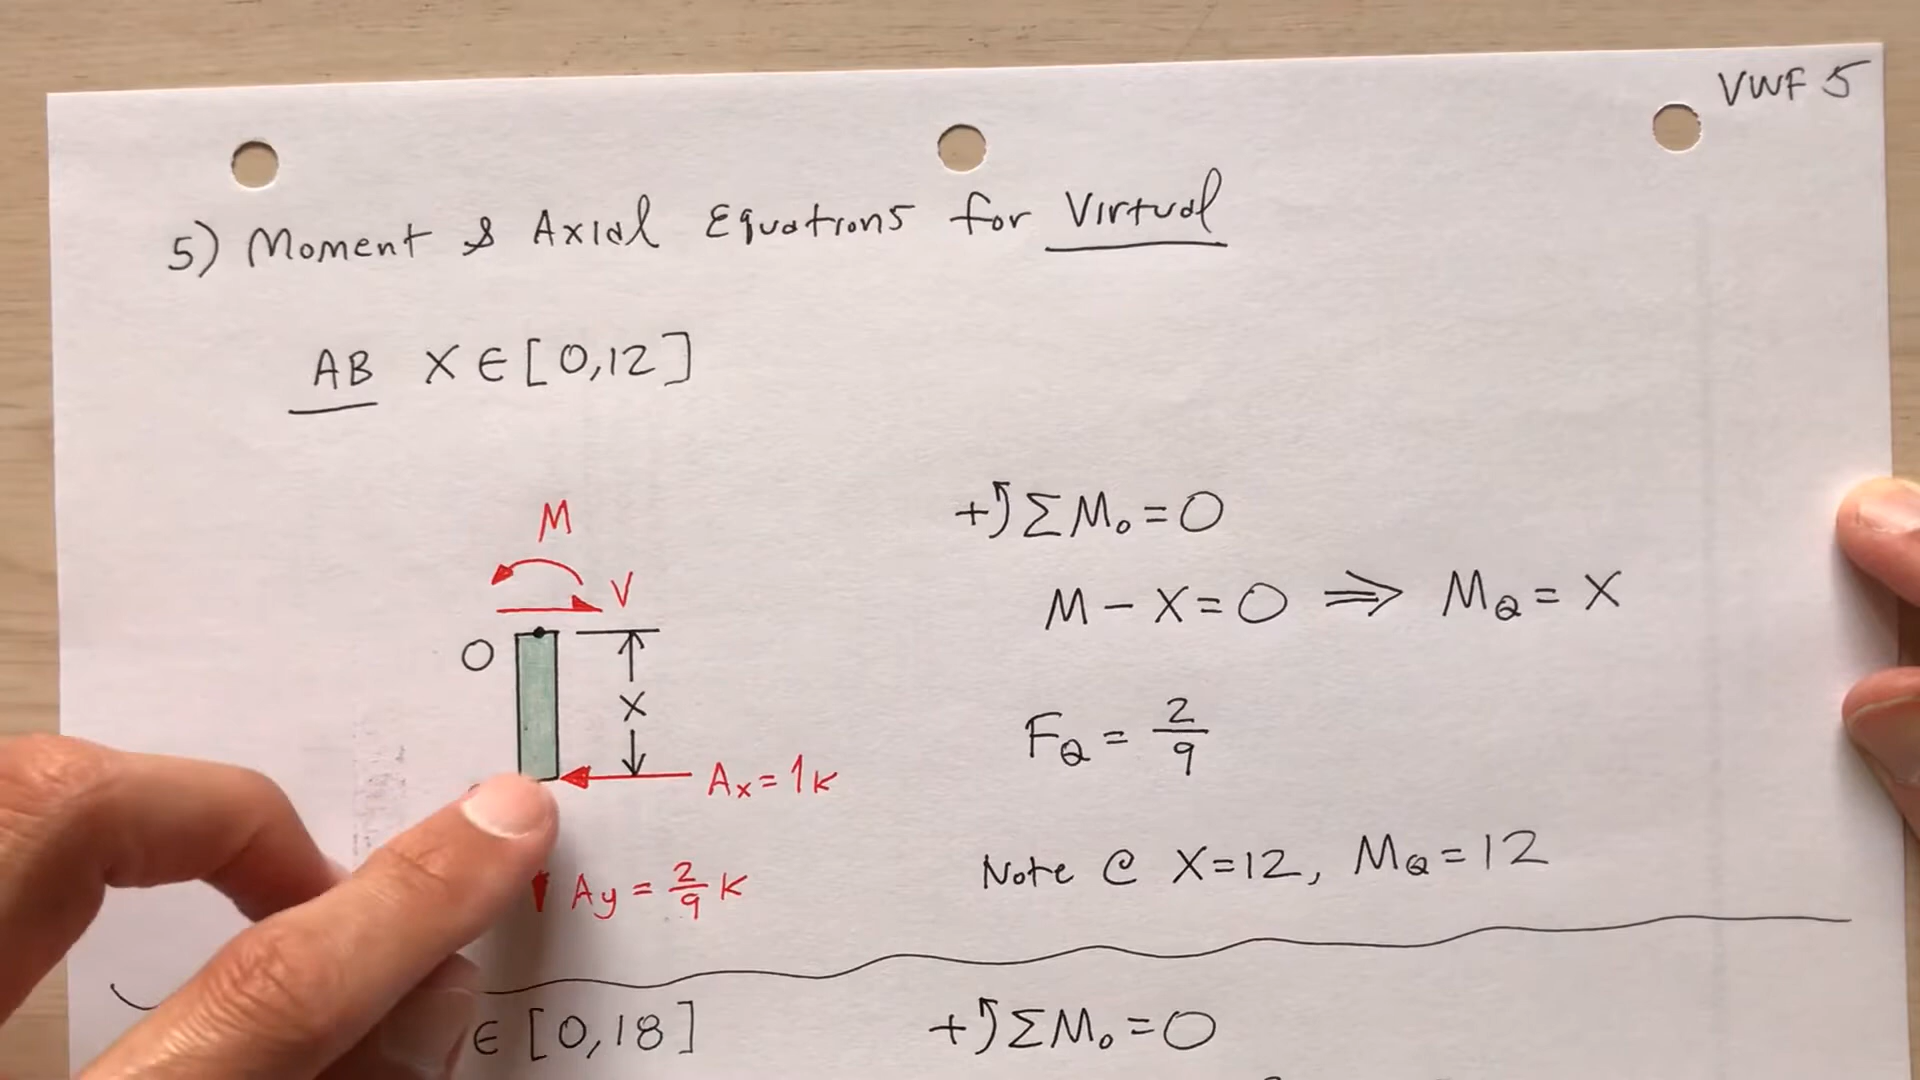 VWF 5
5) Moment & Axial Equations for Virtual
AB X ∈ [0,12]
M
V
O
X
Ax = 1k
Ay = 2/9 k
+↺ ΣMo = 0
M - X = 0 ⇒ MQ = X
FQ = 2/9
Note @ X=12, MQ = 12
∈ [0,18]
+↺ ΣMo = 0